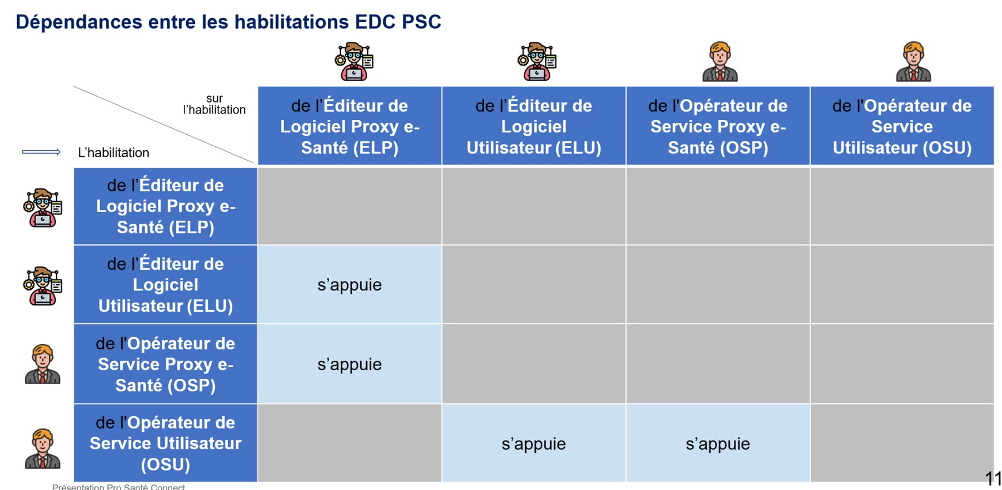 Dépendances entre les habilitations EDC PSC
sur
l'habilitation
L'habilitation
de l'Éditeur de
Logiciel Proxy e-
Santé (ELP)
de l'Éditeur de
Logiciel
Utilisateur (ELU)
de l'Opérateur de
Service Proxy e-
Santé (OSP)
de l'Opérateur de
Service
Utilisateur (OSU)
de l'Éditeur de
Logiciel Proxy e-
Santé (ELP)
de l'Éditeur de
Logiciel
Utilisateur (ELU)
s'appuie
de l'Opérateur de
Service Proxy e-
Santé (OSP)
s'appuie
de l'Opérateur de
Service Utilisateur
(OSU)
s'appuie
s'appuie
11
Présentation Pro Santé Connect